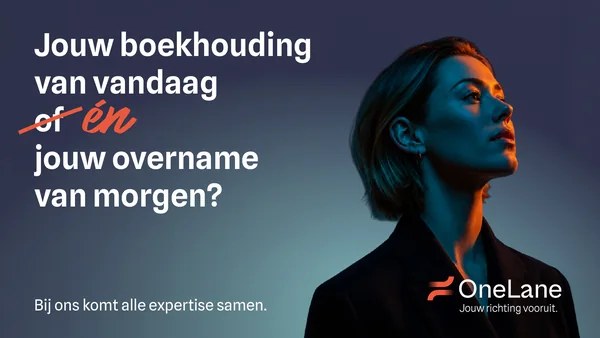 Jouw boekhouding
van vandaag
of én
jouw overname
van morgen?
Bij ons komt alle expertise samen.
OneLane
Jouw richting vooruit.